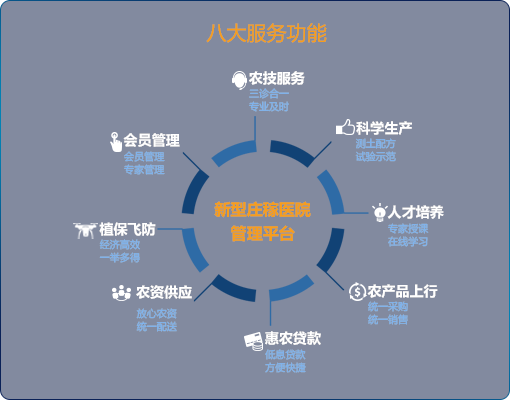 八大服务功能
农技服务
三诊合一
专业及时
科学生产
测土配方
试验示范
人才培养
专家授课
在线学习
农产品上行
统一采购
统一销售
惠农贷款
低息贷款
方便快捷
农资供应
放心农资
统一配送
植保飞防
经济高效
一举多得
会员管理
会员管理
专家管理
新型庄稼医院
管理平台